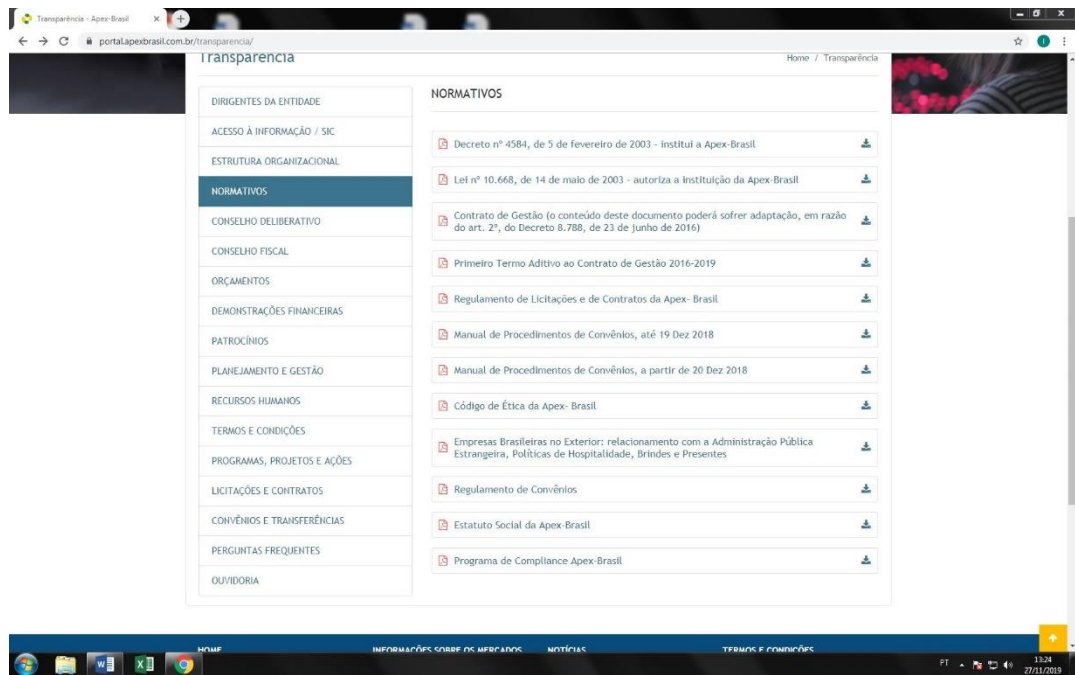 Transparência - Apex-Brasil
portal.apexbrasil.com.br/transparencia/
Transparência
Home / Transparência
DIRIGENTES DA ENTIDADE
ACESSO À INFORMAÇÃO / SIC
ESTRUTURA ORGANIZACIONAL
NORMATIVOS
CONSELHO DELIBERATIVO
CONSELHO FISCAL
ORÇAMENTOS
DEMONSTRAÇÕES FINANCEIRAS
PATROCÍNIOS
PLANEJAMENTO E GESTÃO
RECURSOS HUMANOS
TERMOS E CONDIÇÕES
PROGRAMAS, PROJETOS E AÇÕES
LICITAÇÕES E CONTRATOS
CONVÊNIOS E TRANSFERÊNCIAS
PERGUNTAS FREQUENTES
OUVIDORIA
NORMATIVOS
Decreto nº 4584, de 5 de fevereiro de 2003 - institui a Apex-Brasil
Lei nº 10.668, de 14 de maio de 2003 - autoriza a instituição da Apex-Brasil
Contrato de Gestão (o conteúdo deste documento poderá sofrer adaptação, em razão
do art. 2º, do Decreto 8.788, de 23 de junho de 2016)
Primeiro Termo Aditivo ao Contrato de Gestão 2016-2019
Regulamento de Licitações e de Contratos da Apex- Brasil
Manual de Procedimentos de Convênios, até 19 Dez 2018
Manual de Procedimentos de Convênios, a partir de 20 Dez 2018
Código de Ética da Apex- Brasil
Empresas Brasileiras no Exterior: relacionamento com a Administração Pública
Estrangeira, Políticas de Hospitalidade, Brindes e Presentes
Regulamento de Convênios
Estatuto Social da Apex-Brasil
Programa de Compliance Apex-Brasil
HOME
INFORMAÇÕES SOBRE OS MERCADOS
NOTÍCIAS
TERMOS E CONDIÇÕES
PT
13:24
27/11/2019